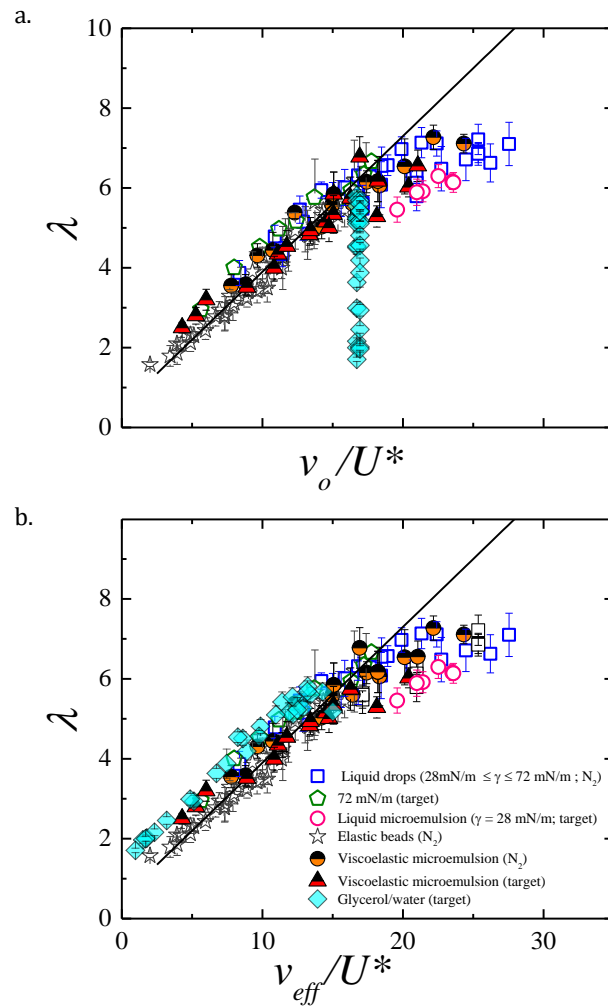 a.
10
8
6
4
2
0
λ
v_o/U*
b.
10
8
6
4
2
0
λ
Liquid drops (28mN/m ≤ γ ≤ 72 mN/m ; N₂)
72 mN/m (target)
Liquid microemulsion (γ = 28 mN/m; target)
Elastic beads (N₂)
Viscoelastic microemulsion (N₂)
Viscoelastic microemulsion (target)
Glycerol/water (target)
0 10 20 30
v_eff/U*